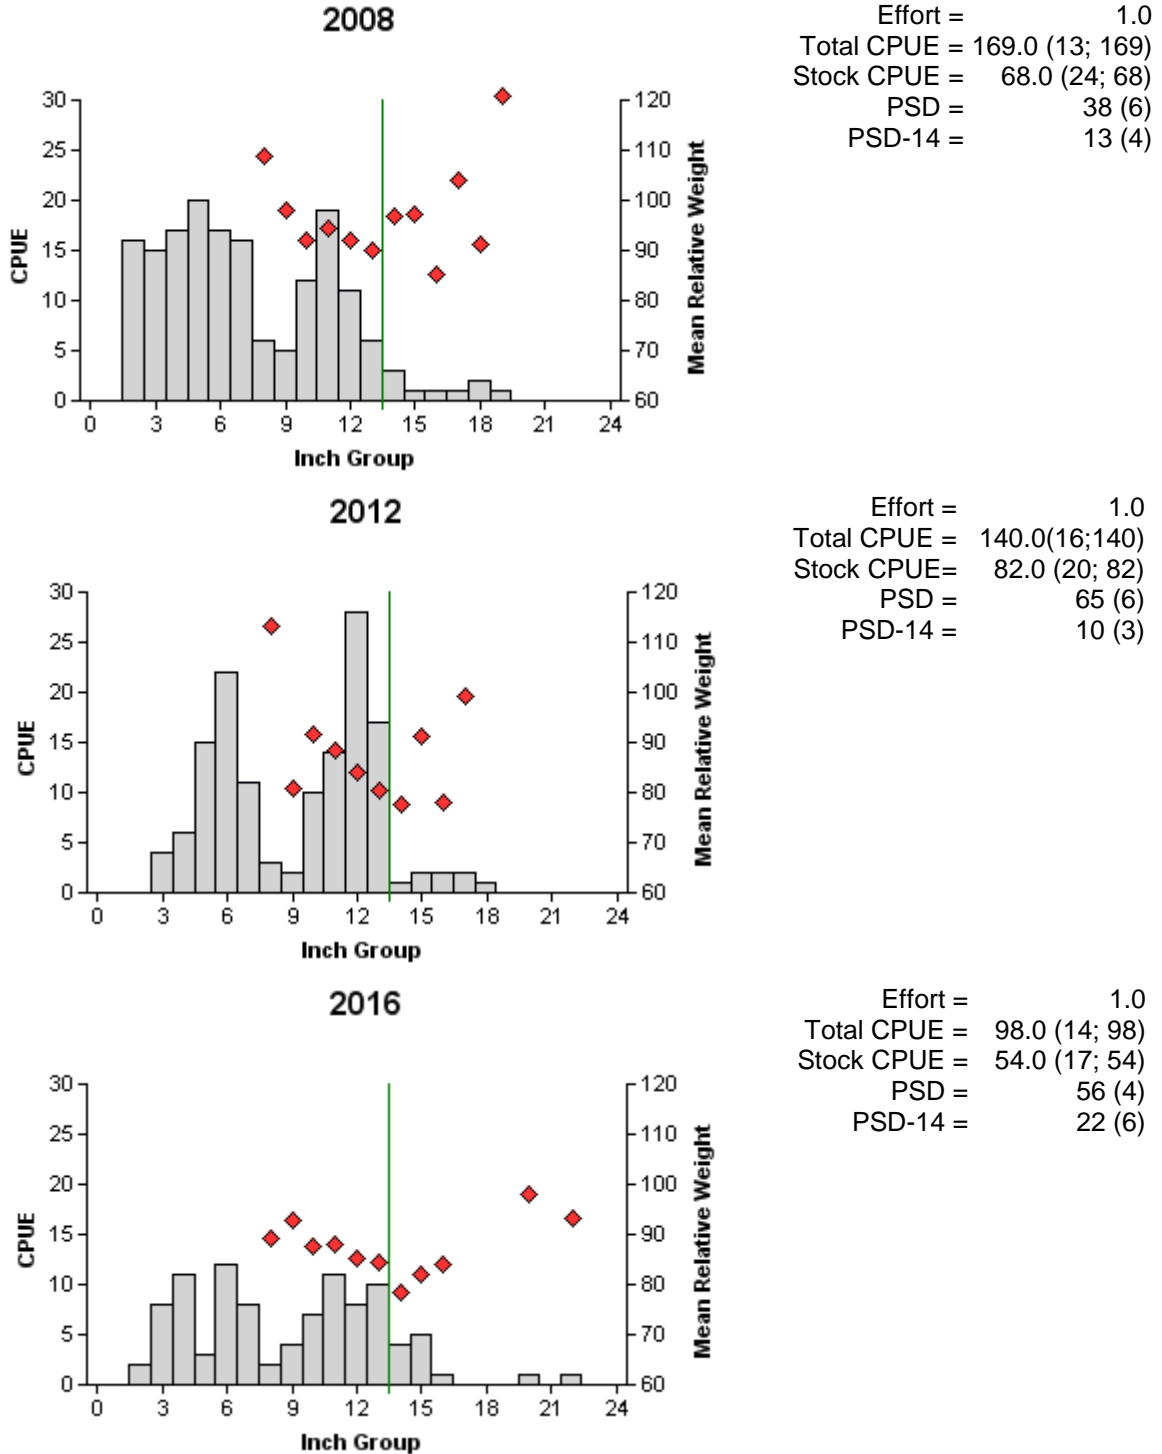 2008
Effort = 1.0
Total CPUE = 169.0 (13; 169)
Stock CPUE = 68.0 (24; 68)
PSD = 38 (6)
PSD-14 = 13 (4)
30
25
20
15
10
5
0
CPUE
120
110
100
90
80
70
60
Mean Relative Weight
0 3 6 9 12 15 18 21 24
Inch Group
2012
Effort = 1.0
Total CPUE = 140.0(16;140)
Stock CPUE= 82.0 (20; 82)
PSD = 65 (6)
PSD-14 = 10 (3)
30
25
20
15
10
5
0
CPUE
120
110
100
90
80
70
60
Mean Relative Weight
0 3 6 9 12 15 18 21 24
Inch Group
2016
Effort = 1.0
Total CPUE = 98.0 (14; 98)
Stock CPUE = 54.0 (17; 54)
PSD = 56 (4)
PSD-14 = 22 (6)
30
25
20
15
10
5
0
CPUE
120
110
100
90
80
70
60
Mean Relative Weight
0 3 6 9 12 15 18 21 24
Inch Group